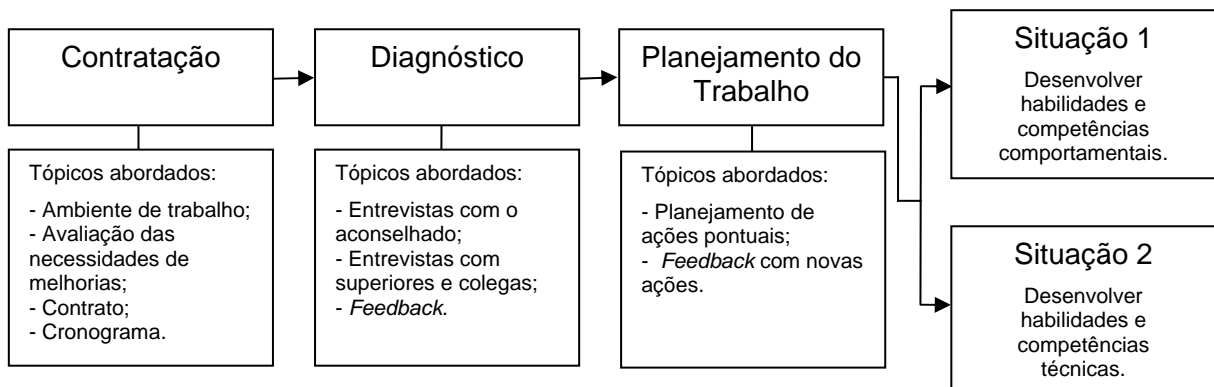 Contratação
Tópicos abordados:
- Ambiente de trabalho;
- Avaliação das
necessidades de
melhorias;
- Contrato;
- Cronograma.
Diagnóstico
Tópicos abordados:
- Entrevistas com o
aconselhado;
- Entrevistas com
superiores e colegas;
- Feedback.
Planejamento do
Trabalho
Tópicos abordados:
- Planejamento de
ações pontuais;
- Feedback com novas
ações.
Situação 1
Desenvolver
habilidades e
competências
comportamentais.
Situação 2
Desenvolver
habilidades e
competências
técnicas.